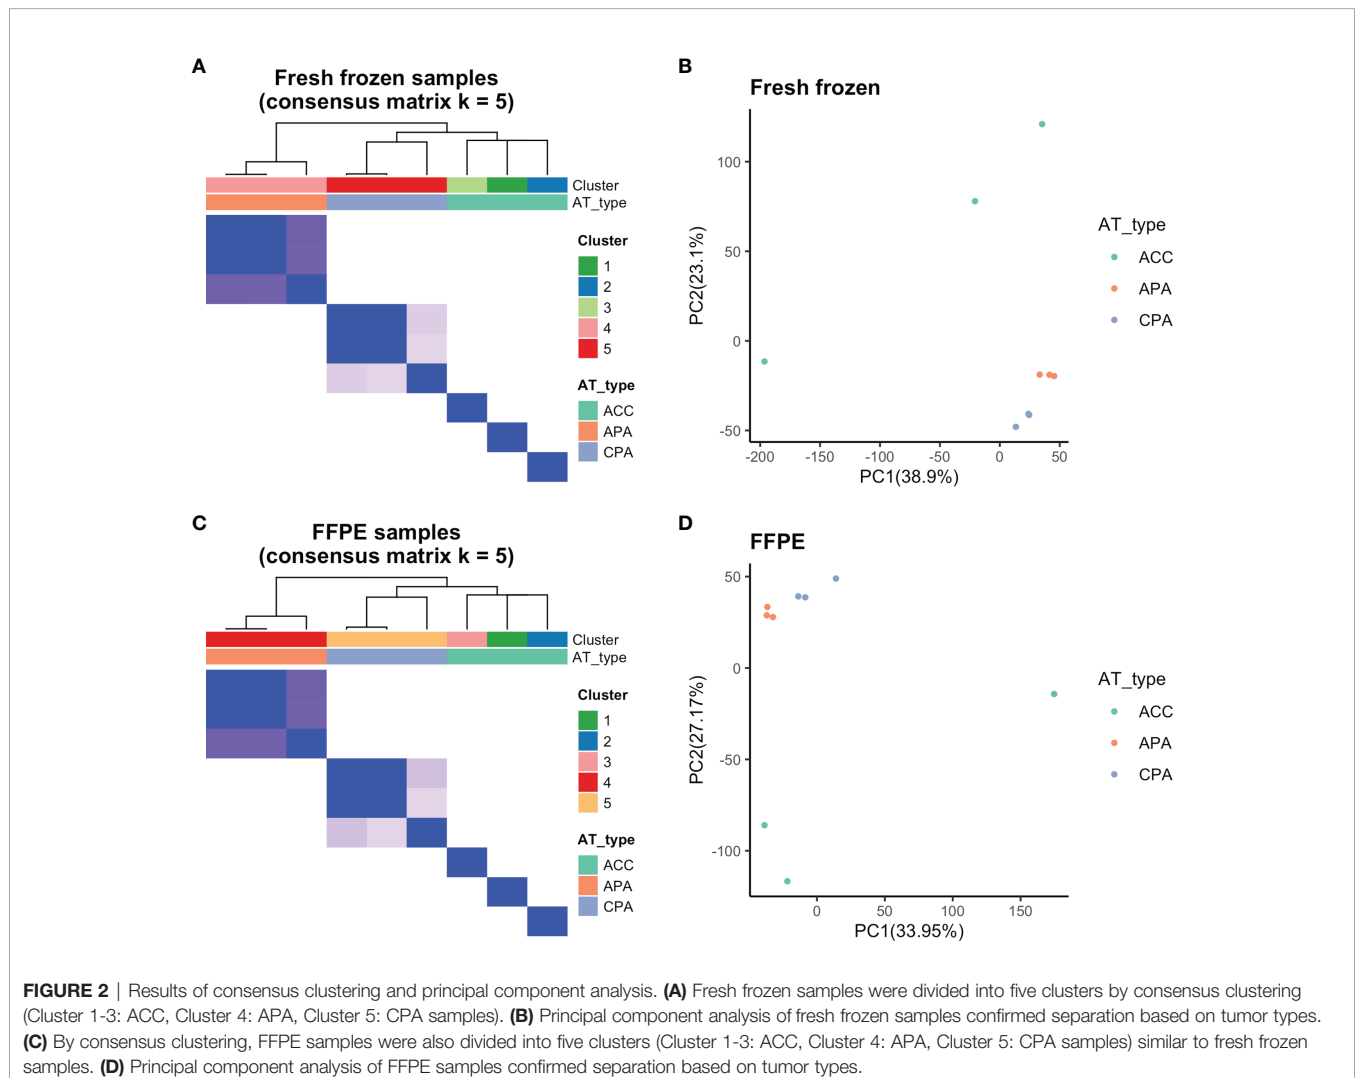 A
Fresh frozen samples
(consensus matrix k = 5)
Cluster
AT_type
Cluster
1
2
3
4
5
AT_type
ACC
APA
CPA
B
Fresh frozen
100
50
0
-50
PC2(23.1%)
-200 -150 -100 -50 0 50
PC1(38.9%)
AT_type
ACC
APA
CPA
C
FFPE samples
(consensus matrix k = 5)
Cluster
AT_type
Cluster
1
2
3
4
5
AT_type
ACC
APA
CPA
D
FFPE
50
0
-50
-100
PC2(27.17%)
0 50 100 150
PC1(33.95%)
AT_type
ACC
APA
CPA
FIGURE 2 | Results of consensus clustering and principal component analysis. (A) Fresh frozen samples were divided into five clusters by consensus clustering
(Cluster 1-3: ACC, Cluster 4: APA, Cluster 5: CPA samples). (B) Principal component analysis of fresh frozen samples confirmed separation based on tumor types.
(C) By consensus clustering, FFPE samples were also divided into five clusters (Cluster 1-3: ACC, Cluster 4: APA, Cluster 5: CPA samples) similar to fresh frozen
samples. (D) Principal component analysis of FFPE samples confirmed separation based on tumor types.